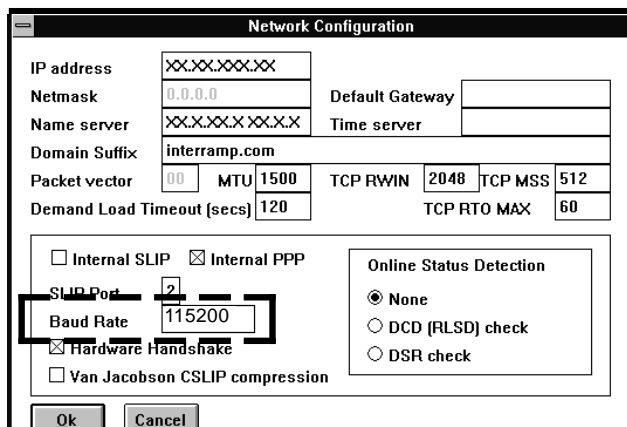 Network Configuration
IP address XX.XX.XXX.XX
Netmask 0.0.0.0 Default Gateway
Name server XX.X.XX.X XX.X.X Time server
Domain Suffix interramp.com
Packet vector 00 MTU 1500 TCP RWIN 2048 TCP MSS 512
Demand Load Timeout (secs) 120 TCP RTO MAX 60
Internal SLIP Internal PPP
Online Status Detection
SLIP Port 2
None
Baud Rate 115200
DCD (RLSD) check
Hardware Handshake
DSR check
Van Jacobson CSLIP compression
Ok Cancel